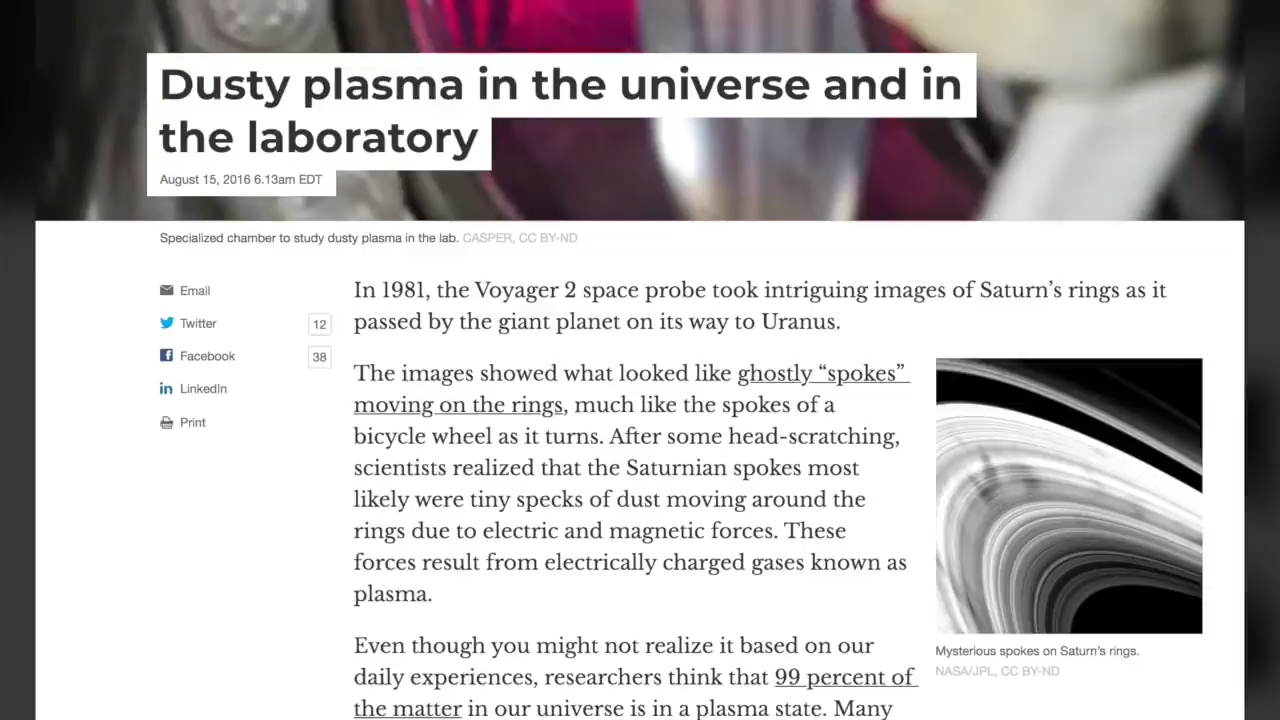 Dusty plasma in the universe and in
the laboratory
August 15, 2016 6.13am EDT
Specialized chamber to study dusty plasma in the lab. CASPER, CC BY-ND
Email
Twitter 12
Facebook 38
LinkedIn
Print
In 1981, the Voyager 2 space probe took intriguing images of Saturn’s rings as it
passed by the giant planet on its way to Uranus.
The images showed what looked like ghostly “spokes”
moving on the rings, much like the spokes of a
bicycle wheel as it turns. After some head-scratching,
scientists realized that the Saturnian spokes most
likely were tiny specks of dust moving around the
rings due to electric and magnetic forces. These
forces result from electrically charged gases known as
plasma.
Mysterious spokes on Saturn’s rings.
NASA/JPL, CC BY-ND
Even though you might not realize it based on our
daily experiences, researchers think that 99 percent of
the matter in our universe is in a plasma state. Many